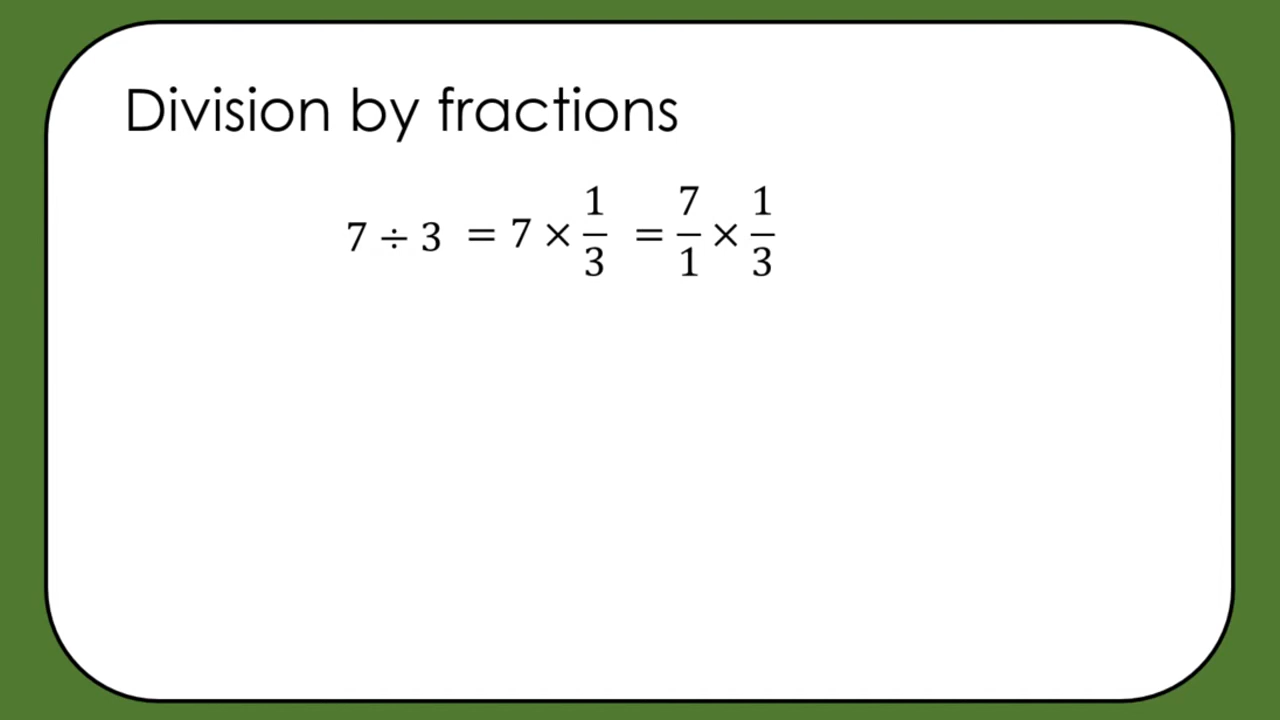 Division by fractions
7 ÷ 3 = 7 × 1/3 = 7/1 × 1/3